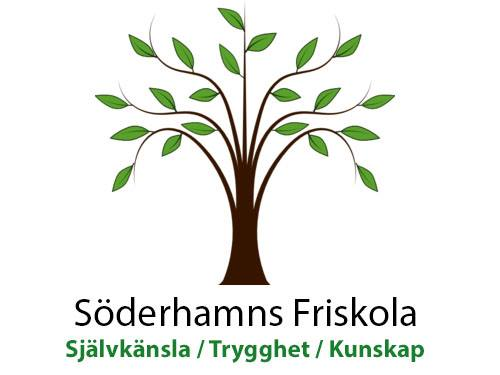 Söderhamns Friskola
Självkänsla / Trygghet / Kunskap